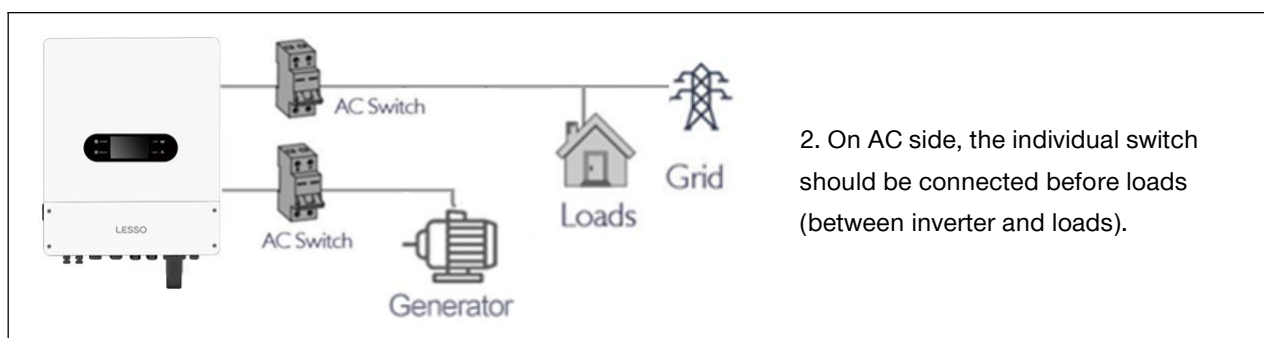 AC Switch
Grid
Loads
LESSO
AC Switch
Generator
2. On AC side, the individual switch
should be connected before loads
(between inverter and loads).